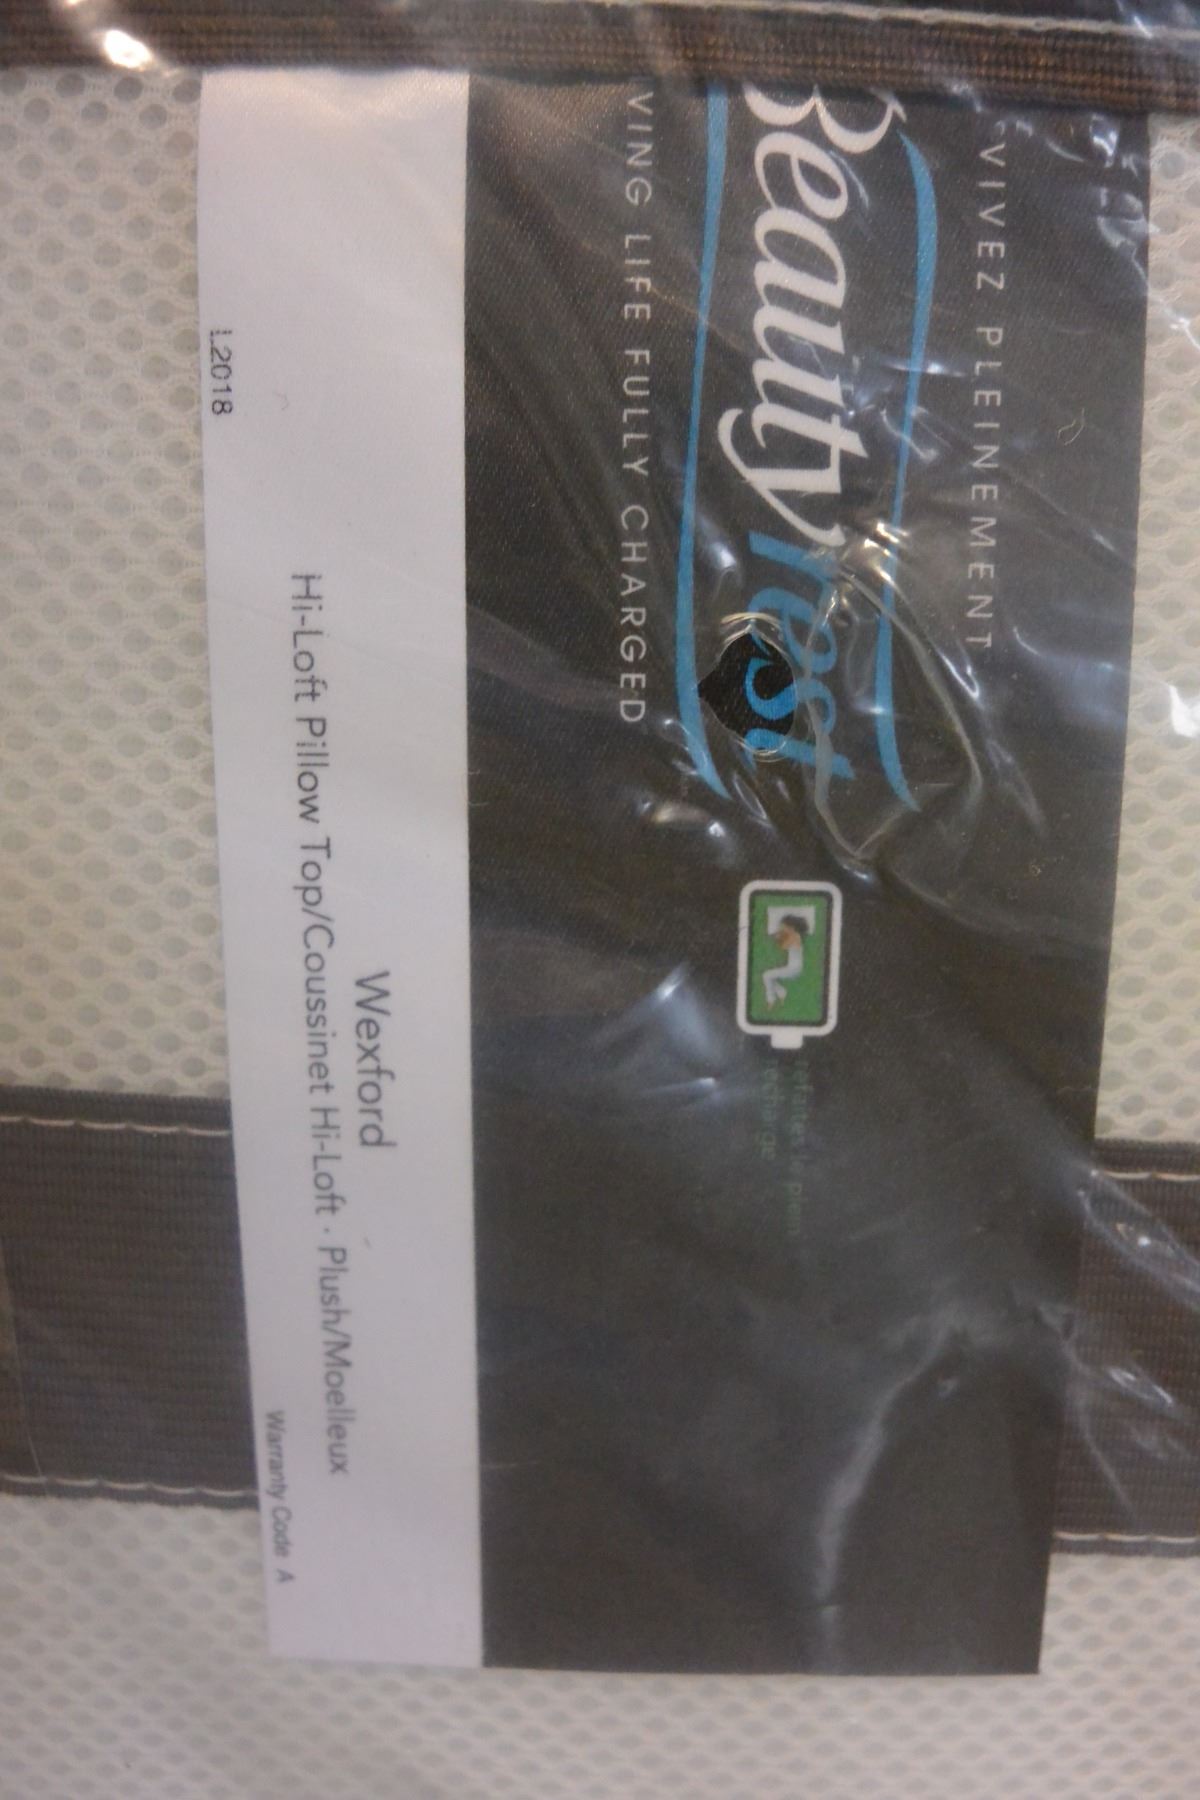 VIVEZ PLEINEMENT
Beautyrest
VING LIFE FULLY CHARGED
recharge
Wexford
Hi-Loft Pillow Top/Coussinet Hi-Loft · Plush/Moelleux
L2018
Warranty Code A